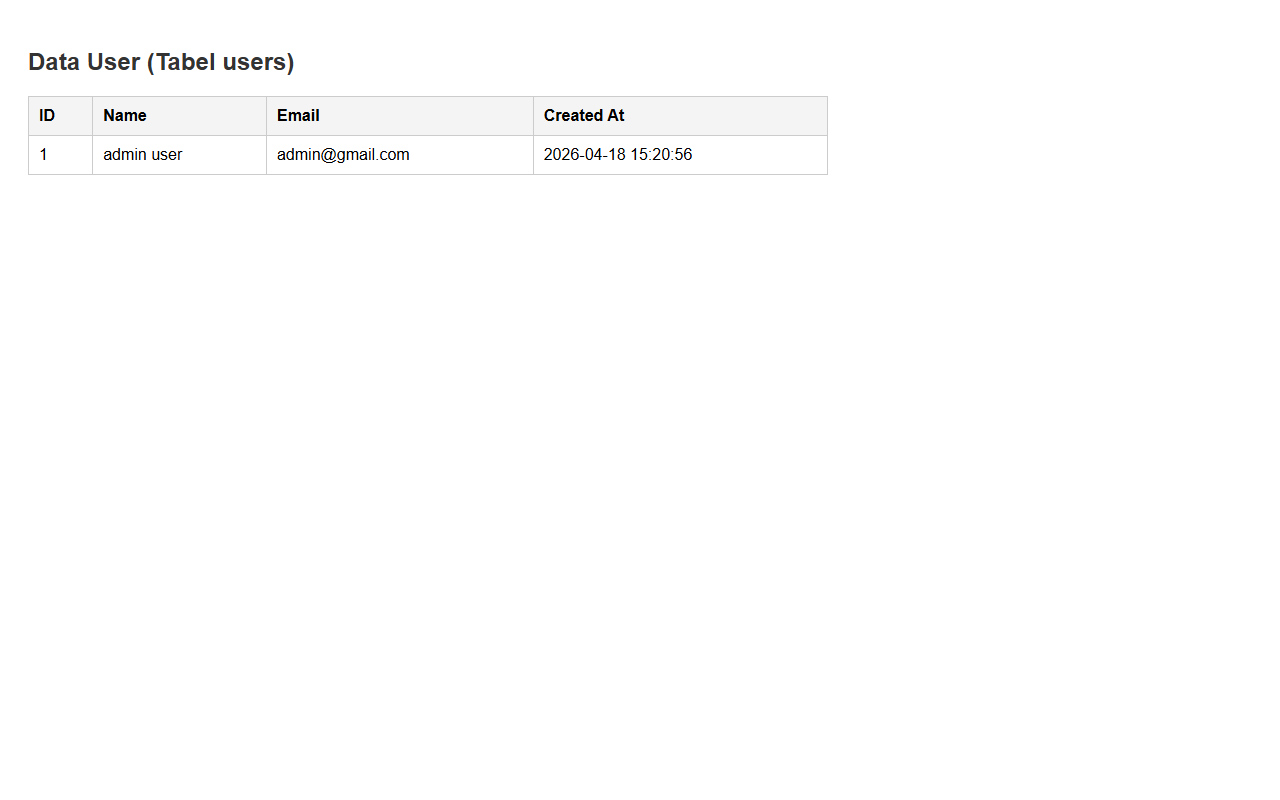 Data User (Tabel users)
ID Name Email Created At
1 admin user admin@gmail.com 2026-04-18 15:20:56